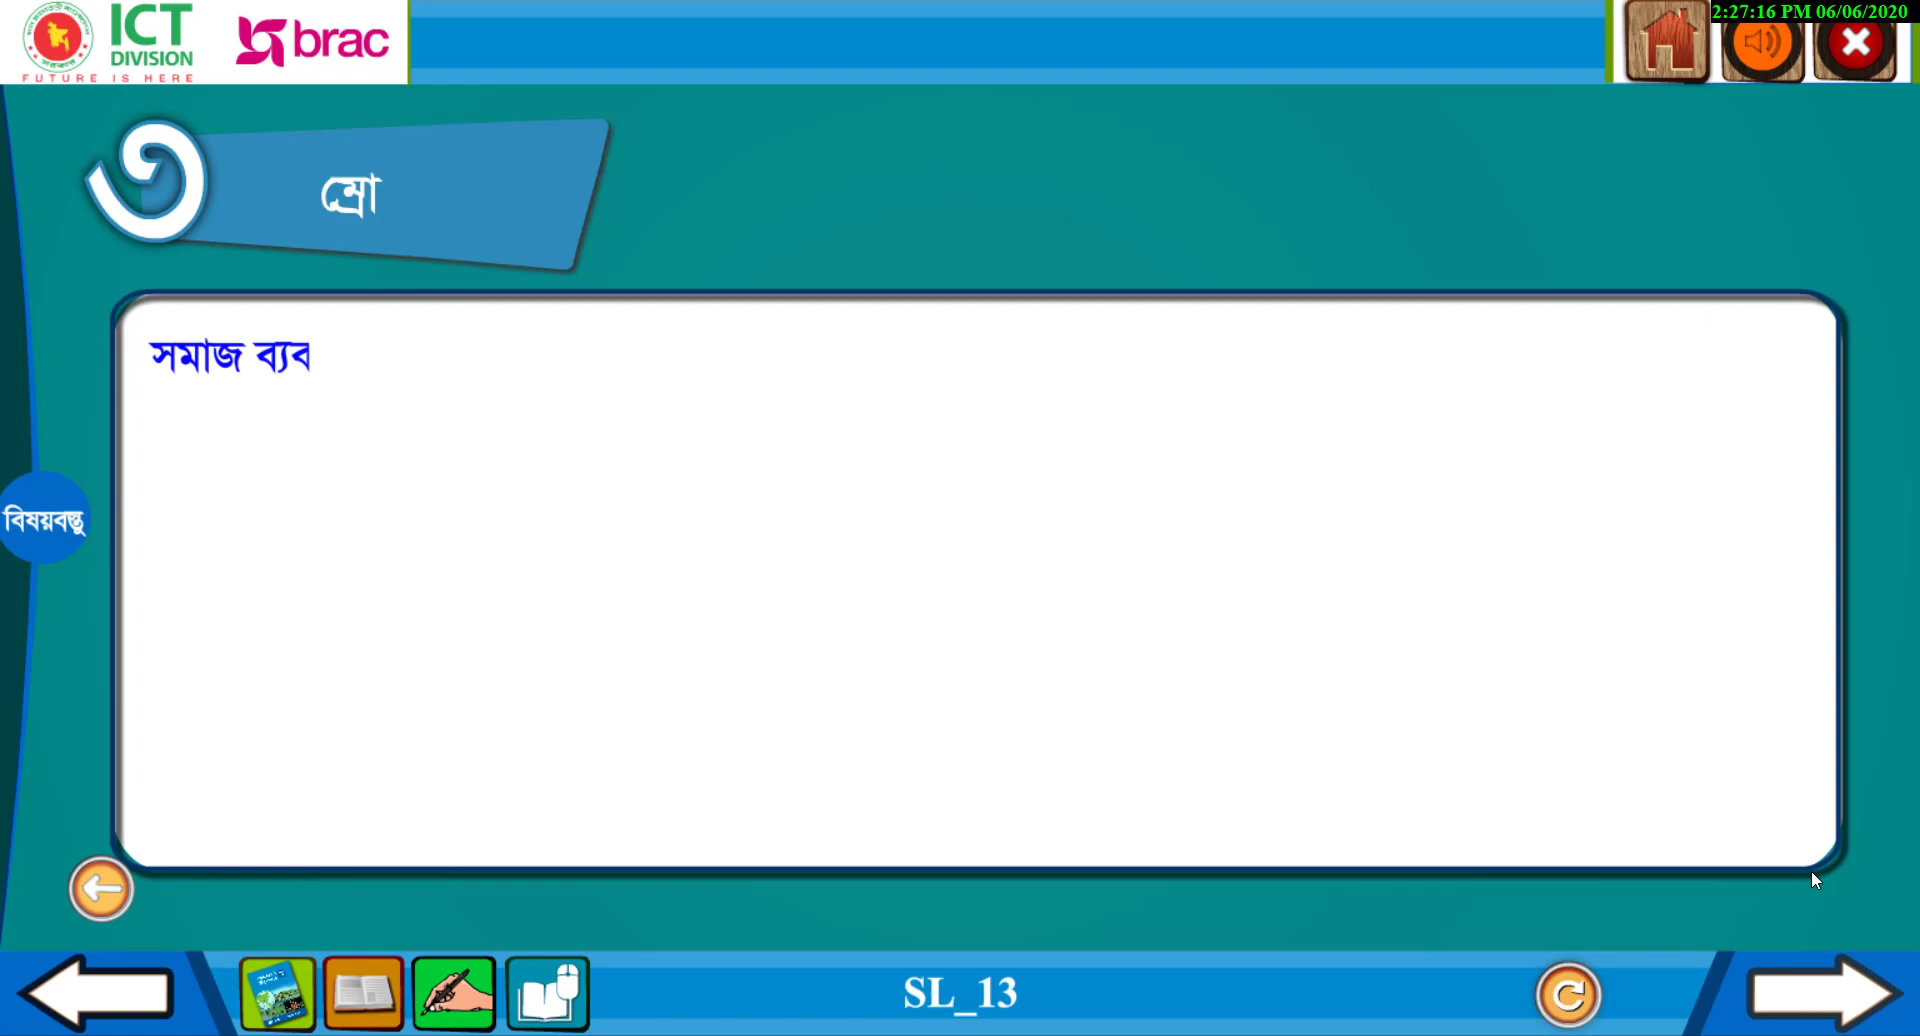 ICT
DIVISION
FUTURE IS HERE
brac
2:27:16 PM 06/06/2020
৩
ম্রো
সমাজ ব্যব
বিষয়বস্তু
SL_13